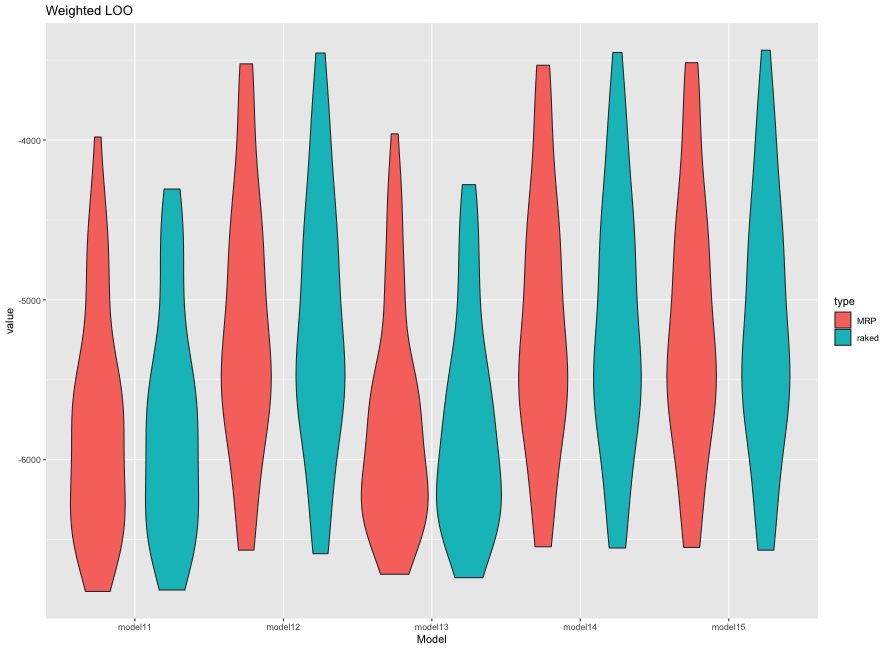 Weighted LOO
-4000
-5000
-6000
value
model11
model12
model13
model14
model15
Model
type
MRP
raked